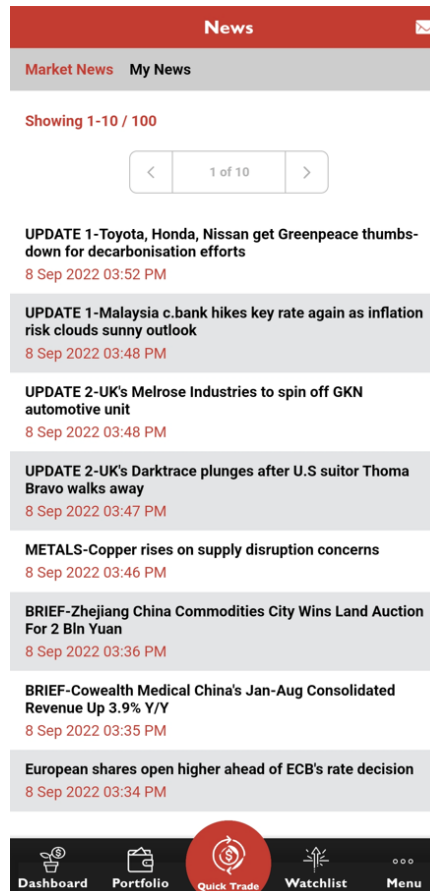 News
Market News My News
Showing 1-10 / 100
1 of 10
UPDATE 1-Toyota, Honda, Nissan get Greenpeace thumbs-
down for decarbonisation efforts
8 Sep 2022 03:52 PM
UPDATE 1-Malaysia c.bank hikes key rate again as inflation
risk clouds sunny outlook
8 Sep 2022 03:48 PM
UPDATE 2-UK's Melrose Industries to spin off GKN
automotive unit
8 Sep 2022 03:48 PM
UPDATE 2-UK's Darktrace plunges after U.S suitor Thoma
Bravo walks away
8 Sep 2022 03:47 PM
METALS-Copper rises on supply disruption concerns
8 Sep 2022 03:46 PM
BRIEF-Zhejiang China Commodities City Wins Land Auction
For 2 Bln Yuan
8 Sep 2022 03:36 PM
BRIEF-Cowealth Medical China's Jan-Aug Consolidated
Revenue Up 3.9% Y/Y
8 Sep 2022 03:35 PM
European shares open higher ahead of ECB's rate decision
8 Sep 2022 03:34 PM
Dashboard Portfolio Quick Trade Watchlist Menu